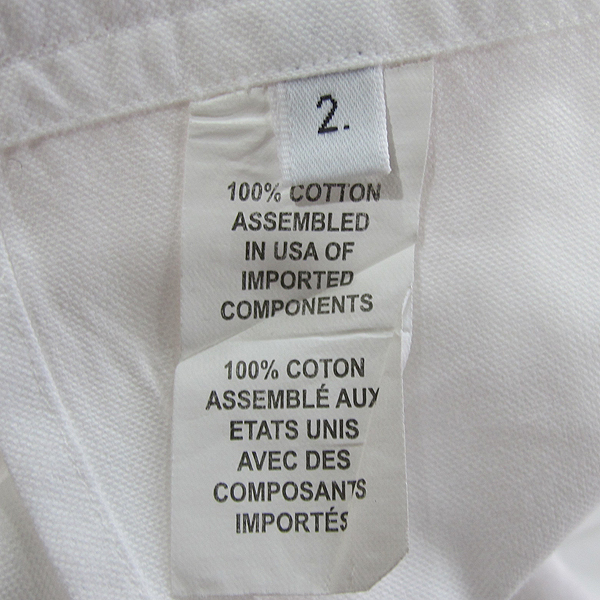 2.
100% COTTON
ASSEMBLED
IN USA OF
IMPORTED
COMPONENTS
100% COTON
ASSEMBLÉ AUX
ETATS UNIS
AVEC DES
COMPOSANTS
IMPORTÉS